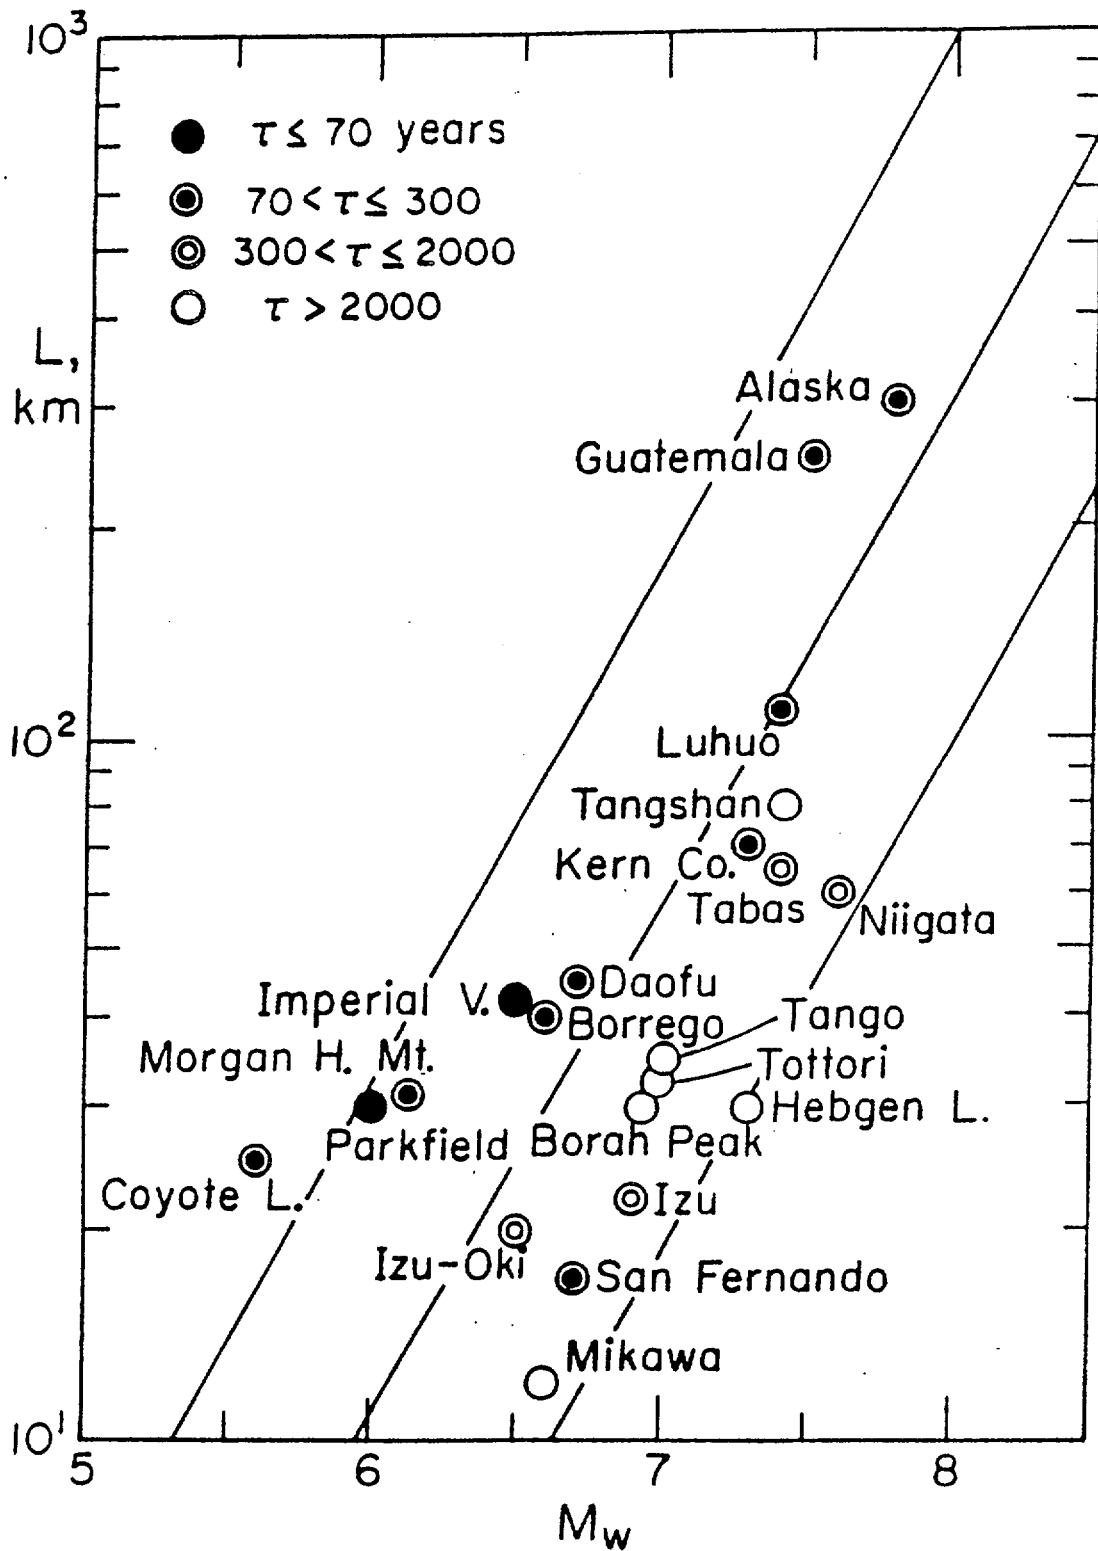 10³
τ ≤ 70 years
70 < τ ≤ 300
300 < τ ≤ 2000
τ > 2000
L,
km
Alaska
Guatemala
10²
Luhuo
Tangshan
Kern Co.
Tabas
Niigata
Daofu
Imperial V.
Borrego
Tango
Morgan H. Mt.
Tottori
Hebgen L.
Parkfield
Borah Peak
Coyote L.
Izu
Izu-Oki
San Fernando
Mikawa
10¹
5
6
7
8
Mw